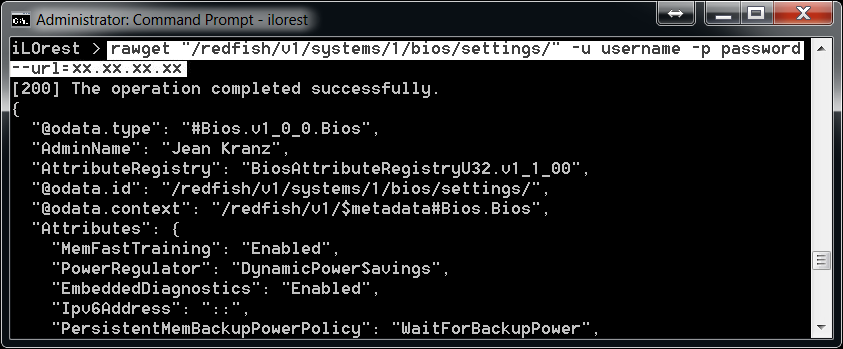 Administrator: Command Prompt - ilorest
iLOrest > rawget "/redfish/v1/systems/1/bios/settings/" -u username -p password
--url=xx.xx.xx.xx
[200] The operation completed successfully.
{
"@odata.type": "#Bios.v1_0_0.Bios",
"AdminName": "Jean Kranz",
"AttributeRegistry": "BiosAttributeRegistryU32.v1_1_00",
"@odata.id": "/redfish/v1/systems/1/bios/settings/",
"@odata.context": "/redfish/v1/$metadata#Bios.Bios",
"Attributes": {
"MemFastTraining": "Enabled",
"PowerRegulator": "DynamicPowerSavings",
"EmbeddedDiagnostics": "Enabled",
"Ipv6Address": "::",
"PersistentMemBackupPowerPolicy": "WaitForBackupPower",